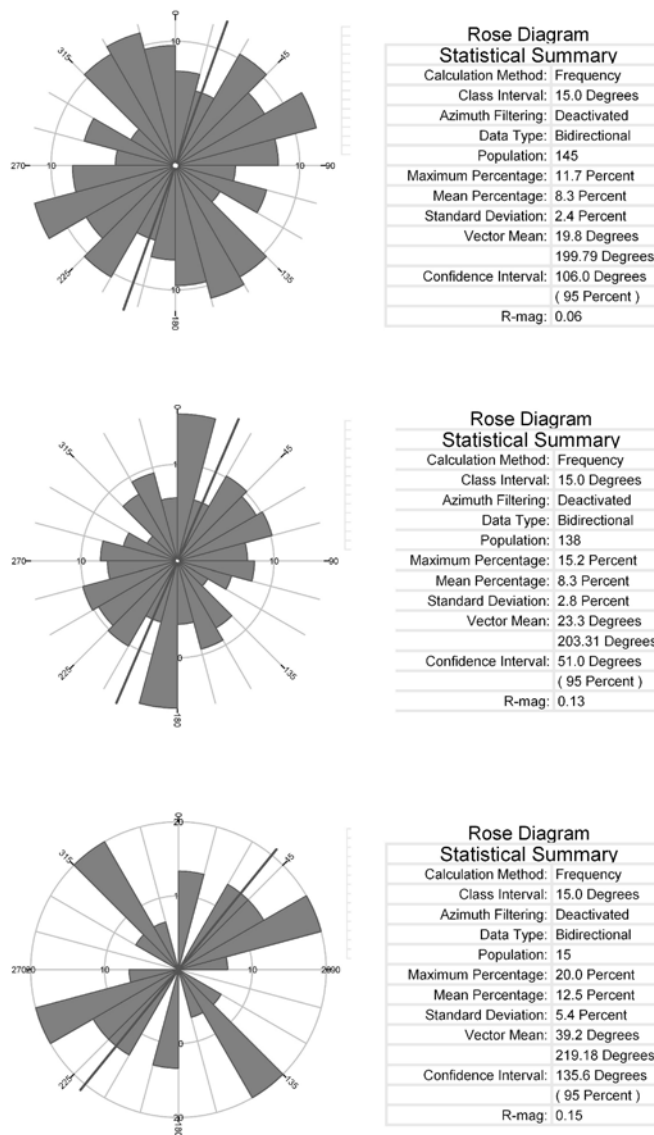 0
315
45
10
270
10
10
90
225
10
135
180
Rose Diagram
Statistical Summary
Calculation Method: Frequency
Class Interval: 15.0 Degrees
Azimuth Filtering: Deactivated
Data Type: Bidirectional
Population: 145
Maximum Percentage: 11.7 Percent
Mean Percentage: 8.3 Percent
Standard Deviation: 2.4 Percent
Vector Mean: 19.8 Degrees
199.79 Degrees
Confidence Interval: 106.0 Degrees
( 95 Percent )
R-mag: 0.06
0
315
45
270
90
225
135
180
Rose Diagram
Statistical Summary
Calculation Method: Frequency
Class Interval: 15.0 Degrees
Azimuth Filtering: Deactivated
Data Type: Bidirectional
Population: 138
Maximum Percentage: 15.2 Percent
Mean Percentage: 8.3 Percent
Standard Deviation: 2.8 Percent
Vector Mean: 23.3 Degrees
203.31 Degrees
Confidence Interval: 51.0 Degrees
( 95 Percent )
R-mag: 0.13
0
20
315
45
10
10
225
135
20
180
Rose Diagram
Statistical Summary
Calculation Method: Frequency
Class Interval: 15.0 Degrees
Azimuth Filtering: Deactivated
Data Type: Bidirectional
Population: 15
Maximum Percentage: 20.0 Percent
Mean Percentage: 12.5 Percent
Standard Deviation: 5.4 Percent
Vector Mean: 39.2 Degrees
219.18 Degrees
Confidence Interval: 135.6 Degrees
( 95 Percent )
R-mag: 0.15